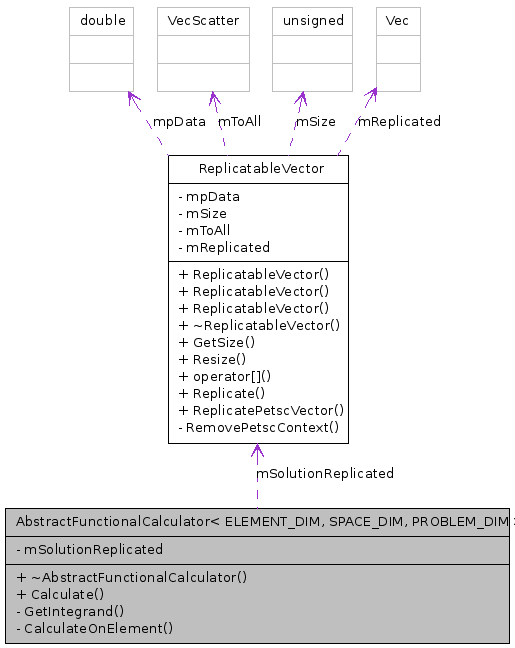 double VecScatter unsigned Vec
mpData mToAll mSize mReplicated
ReplicatableVector
- mpData
- mSize
- mToAll
- mReplicated
+ ReplicatableVector()
+ ReplicatableVector()
+ ReplicatableVector()
+ ~ReplicatableVector()
+ GetSize()
+ Resize()
+ operator[]()
+ Replicate()
+ ReplicatePetscVector()
- RemovePetscContext()
mSolutionReplicated
AbstractFunctionalCalculator< ELEMENT_DIM, SPACE_DIM, PROBLEM_DIM >
- mSolutionReplicated
+ ~AbstractFunctionalCalculator()
+ Calculate()
- GetIntegrand()
- CalculateOnElement()